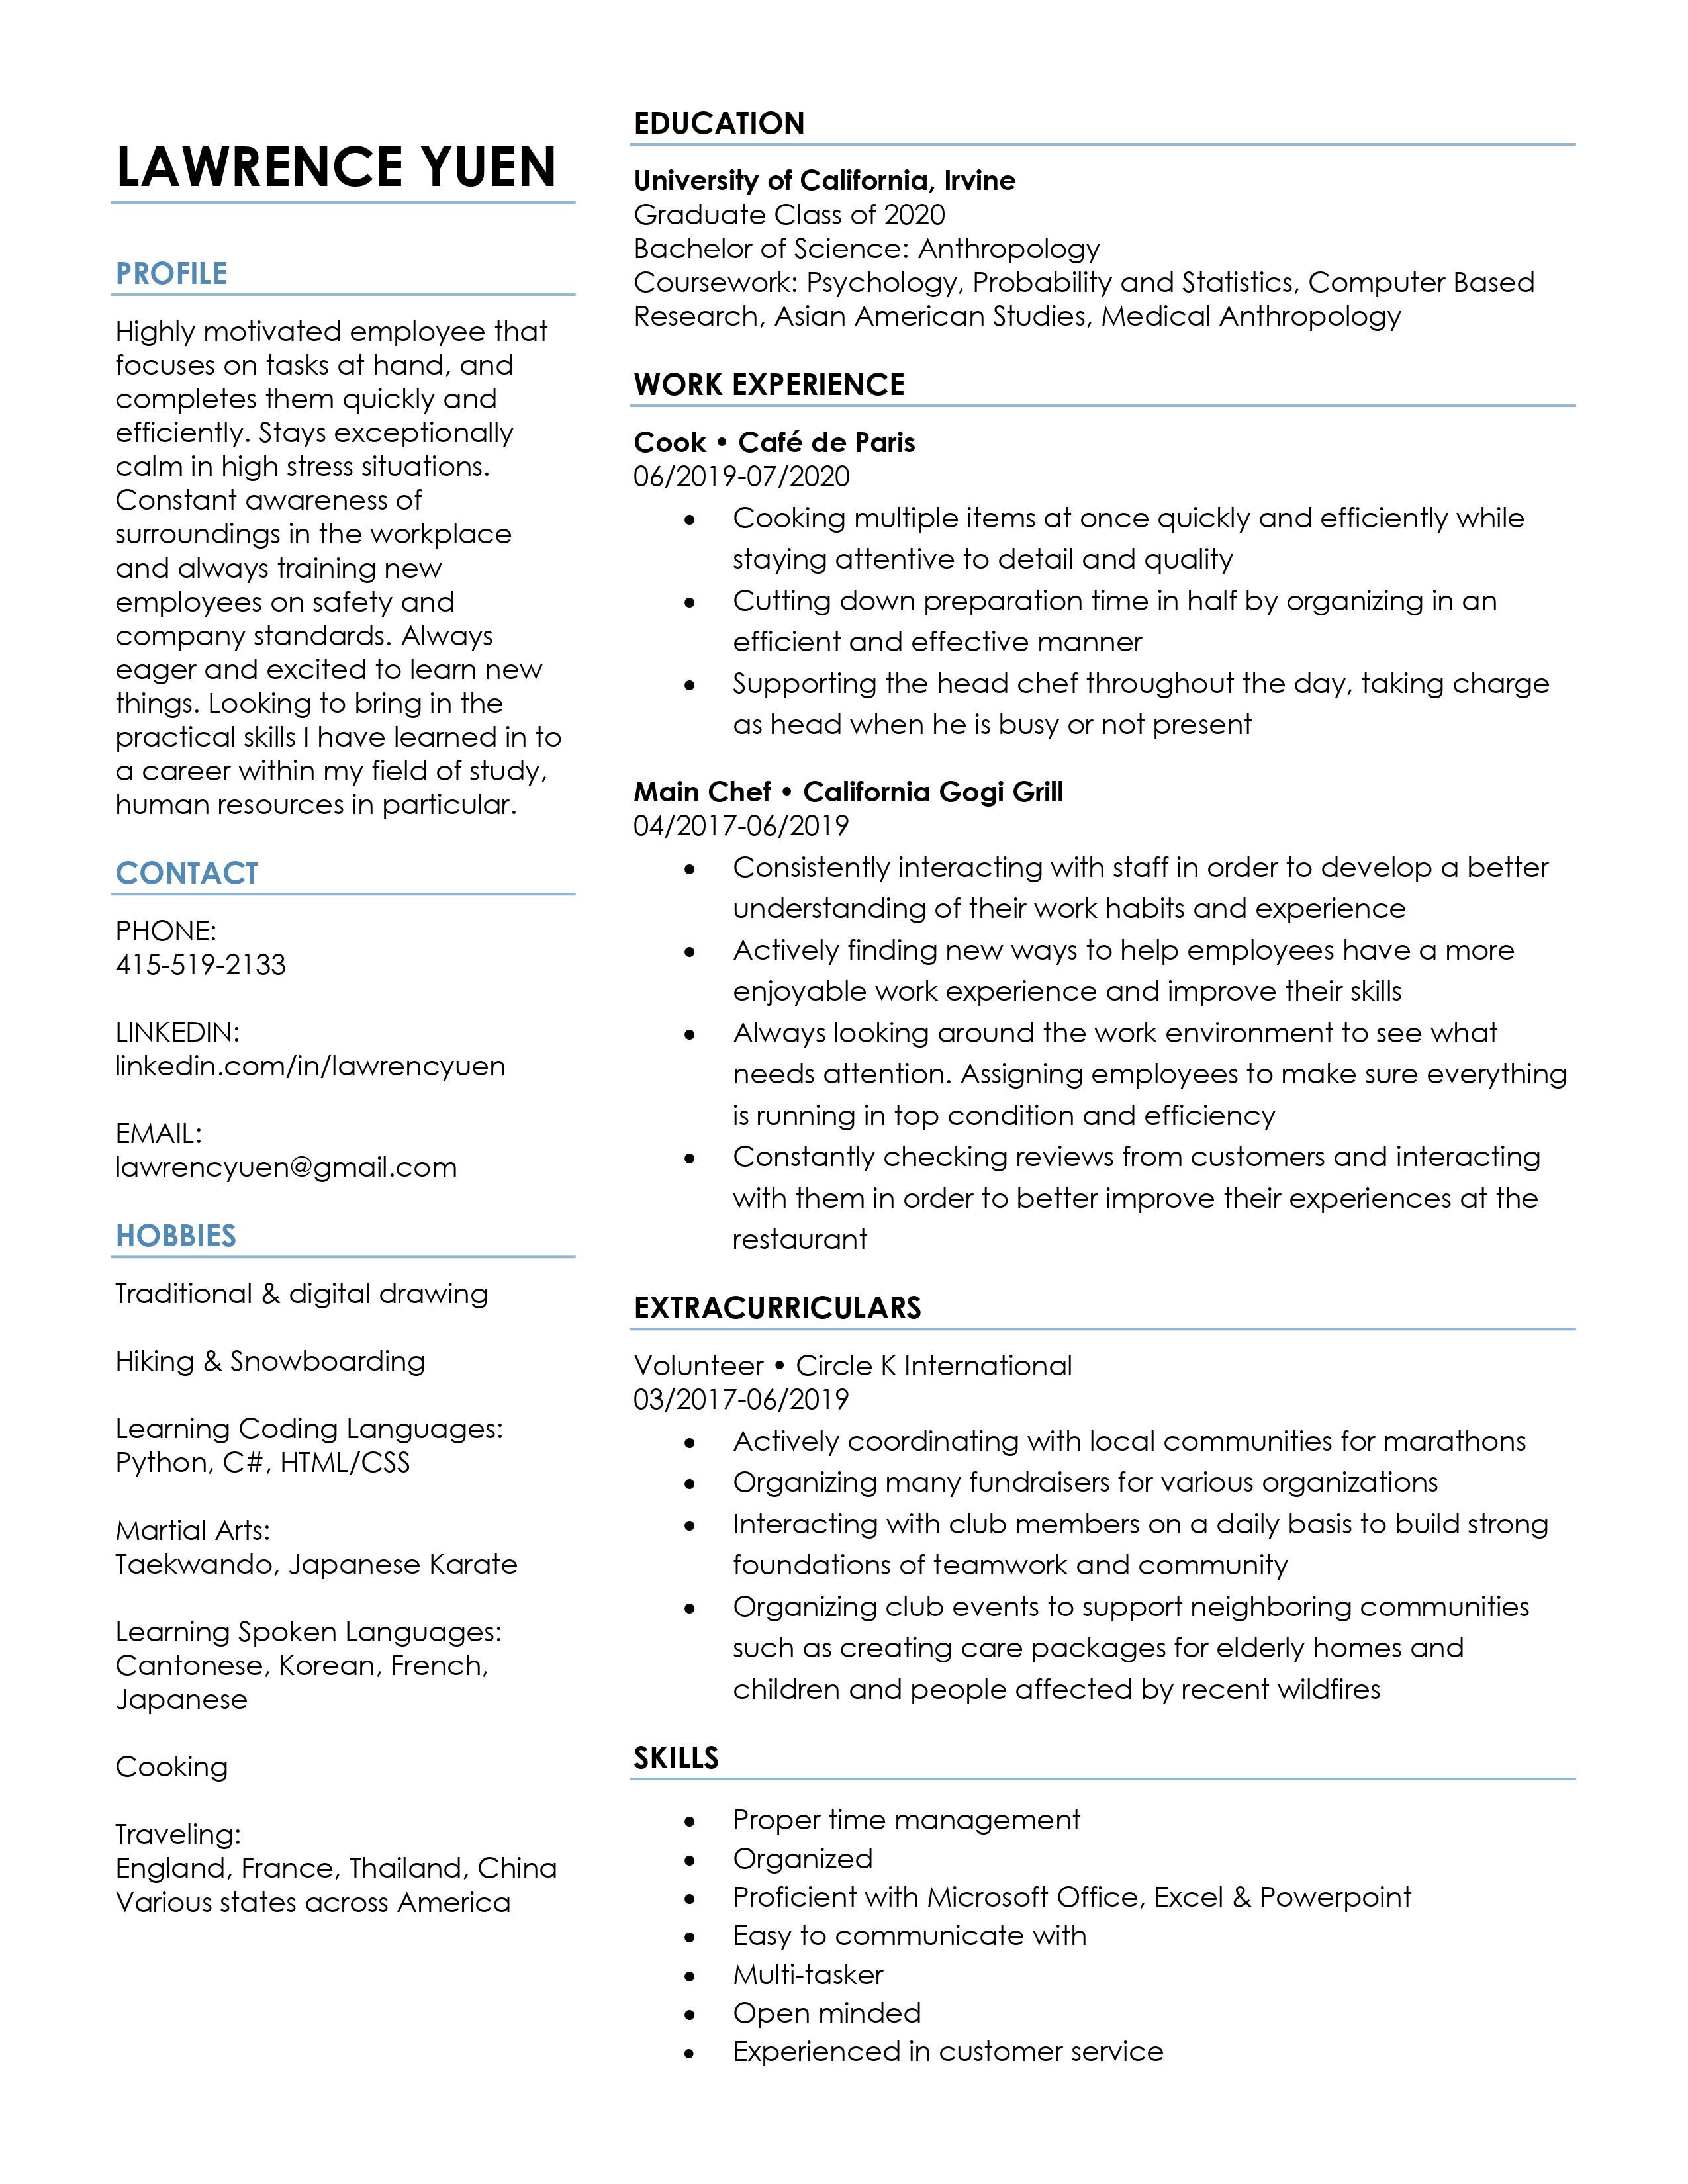 LAWRENCE YUEN
PROFILE
Highly motivated employee that
focuses on tasks at hand, and
completes them quickly and
efficiently. Stays exceptionally
calm in high stress situations.
Constant awareness of
surroundings in the workplace
and always training new
employees on safety and
company standards. Always
eager and excited to learn new
things. Looking to bring in the
practical skills I have learned in to
a career within my field of study,
human resources in particular.
CONTACT
PHONE:
415-519-2133
LINKEDIN:
linkedin.com/in/lawrencyuen
EMAIL:
lawrencyuen@gmail.com
HOBBIES
Traditional & digital drawing
Hiking & Snowboarding
Learning Coding Languages:
Python, C#, HTML/CSS
Martial Arts:
Taekwando, Japanese Karate
Learning Spoken Languages:
Cantonese, Korean, French,
Japanese
Cooking
Traveling:
England, France, Thailand, China
Various states across America
EDUCATION
University of California, Irvine
Graduate Class of 2020
Bachelor of Science: Anthropology
Coursework: Psychology, Probability and Statistics, Computer Based
Research, Asian American Studies, Medical Anthropology
WORK EXPERIENCE
Cook • Café de Paris
06/2019-07/2020
• Cooking multiple items at once quickly and efficiently while
staying attentive to detail and quality
• Cutting down preparation time in half by organizing in an
efficient and effective manner
• Supporting the head chef throughout the day, taking charge
as head when he is busy or not present
Main Chef • California Gogi Grill
04/2017-06/2019
• Consistently interacting with staff in order to develop a better
understanding of their work habits and experience
• Actively finding new ways to help employees have a more
enjoyable work experience and improve their skills
• Always looking around the work environment to see what
needs attention. Assigning employees to make sure everything
is running in top condition and efficiency
• Constantly checking reviews from customers and interacting
with them in order to better improve their experiences at the
restaurant
EXTRACURRICULARS
Volunteer • Circle K International
03/2017-06/2019
• Actively coordinating with local communities for marathons
• Organizing many fundraisers for various organizations
• Interacting with club members on a daily basis to build strong
foundations of teamwork and community
• Organizing club events to support neighboring communities
such as creating care packages for elderly homes and
children and people affected by recent wildfires
SKILLS
• Proper time management
• Organized
• Proficient with Microsoft Office, Excel & Powerpoint
• Easy to communicate with
• Multi-tasker
• Open minded
• Experienced in customer service